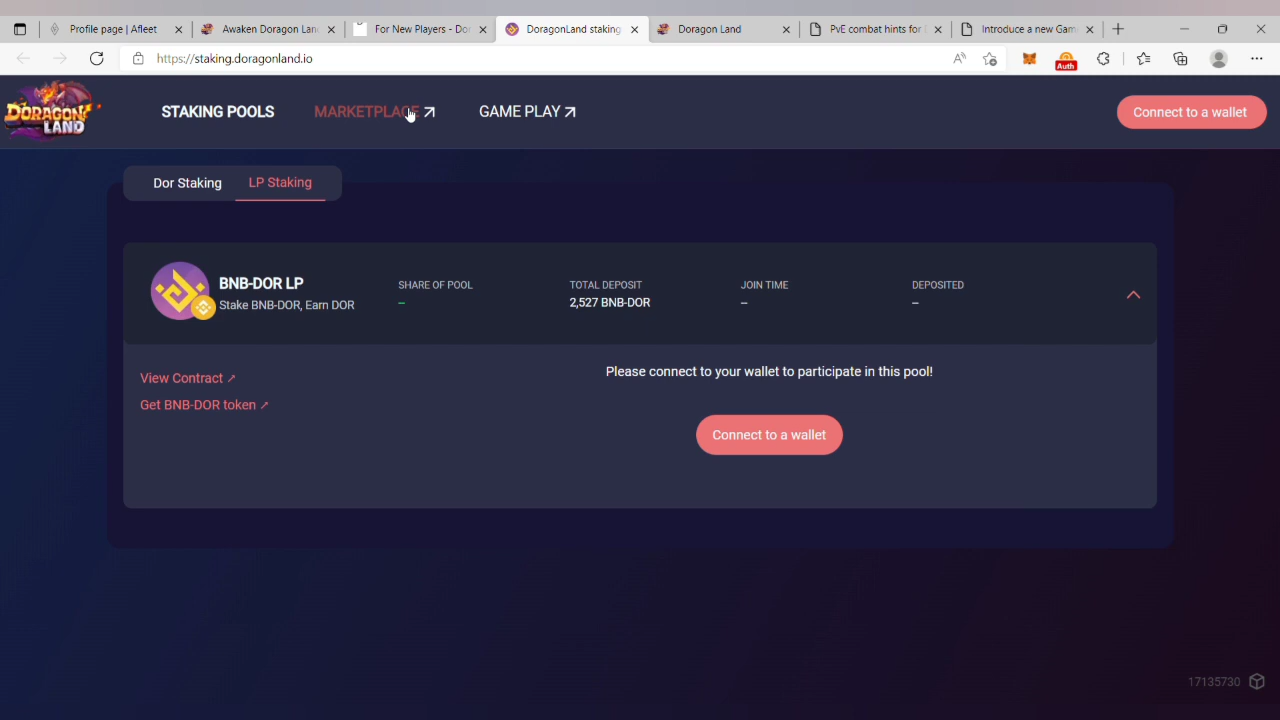 Profile page | Afleet
Awaken Doragon Lan
For New Players - Dor
DoragonLand staking
Doragon Land
PvE combat hints for
Introduce a new Gam
https://staking.doragonland.io
Auth
DORAGON LAND
STAKING POOLS
MARKETPLACE
GAME PLAY
Connect to a wallet
Dor Staking
LP Staking
BNB-DOR LP
Stake BNB-DOR, Earn DOR
SHARE OF POOL
–
TOTAL DEPOSIT
2,527 BNB-DOR
JOIN TIME
–
DEPOSITED
–
View Contract
Get BNB-DOR token
Please connect to your wallet to participate in this pool!
Connect to a wallet
17135730